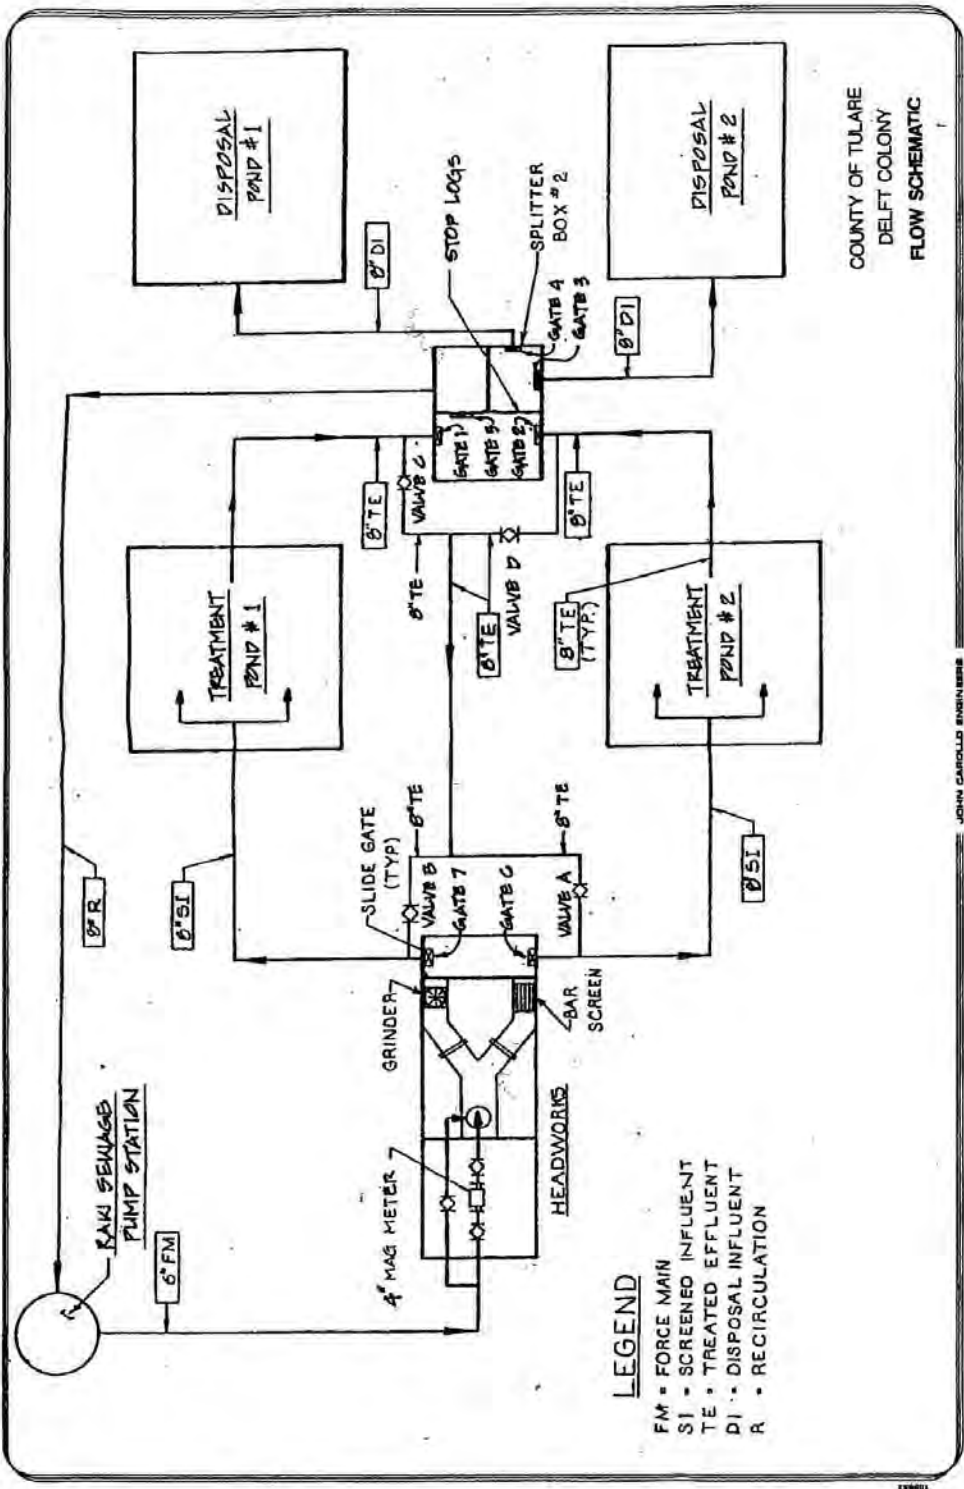 DISPOSAL
POND #1
DISPOSAL
POND #2
COUNTY OF TULARE
DELFT COLONY
FLOW SCHEMATIC
8" DI
STOP LOGS
SPLITTER
BOX #2
GATE 4
GATE 3
8" DI
GATE 1
GATE 5
GATE 2
VALVE C
8" TE
8" TE
8" TE
8" TE
VALVE D
8" TE
(TYP.)
TREATMENT
POND #1
TREATMENT
POND #2
8" R
8" SI
SLIDE GATE
(TYP)
8" TE
8" TE
VALVE B
GATE 7
GATE 6
VALVE A
8" SI
GRINDER
BAR
SCREEN
RAW SEWAGE
PUMP STATION
6" FM
4" MAG METER
HEADWORKS
LEGEND
FM = FORCE MAIN
SI = SCREENED INFLUENT
TE = TREATED EFFLUENT
DI = DISPOSAL INFLUENT
R = RECIRCULATION
JOHN CAROLLO ENGINEERS